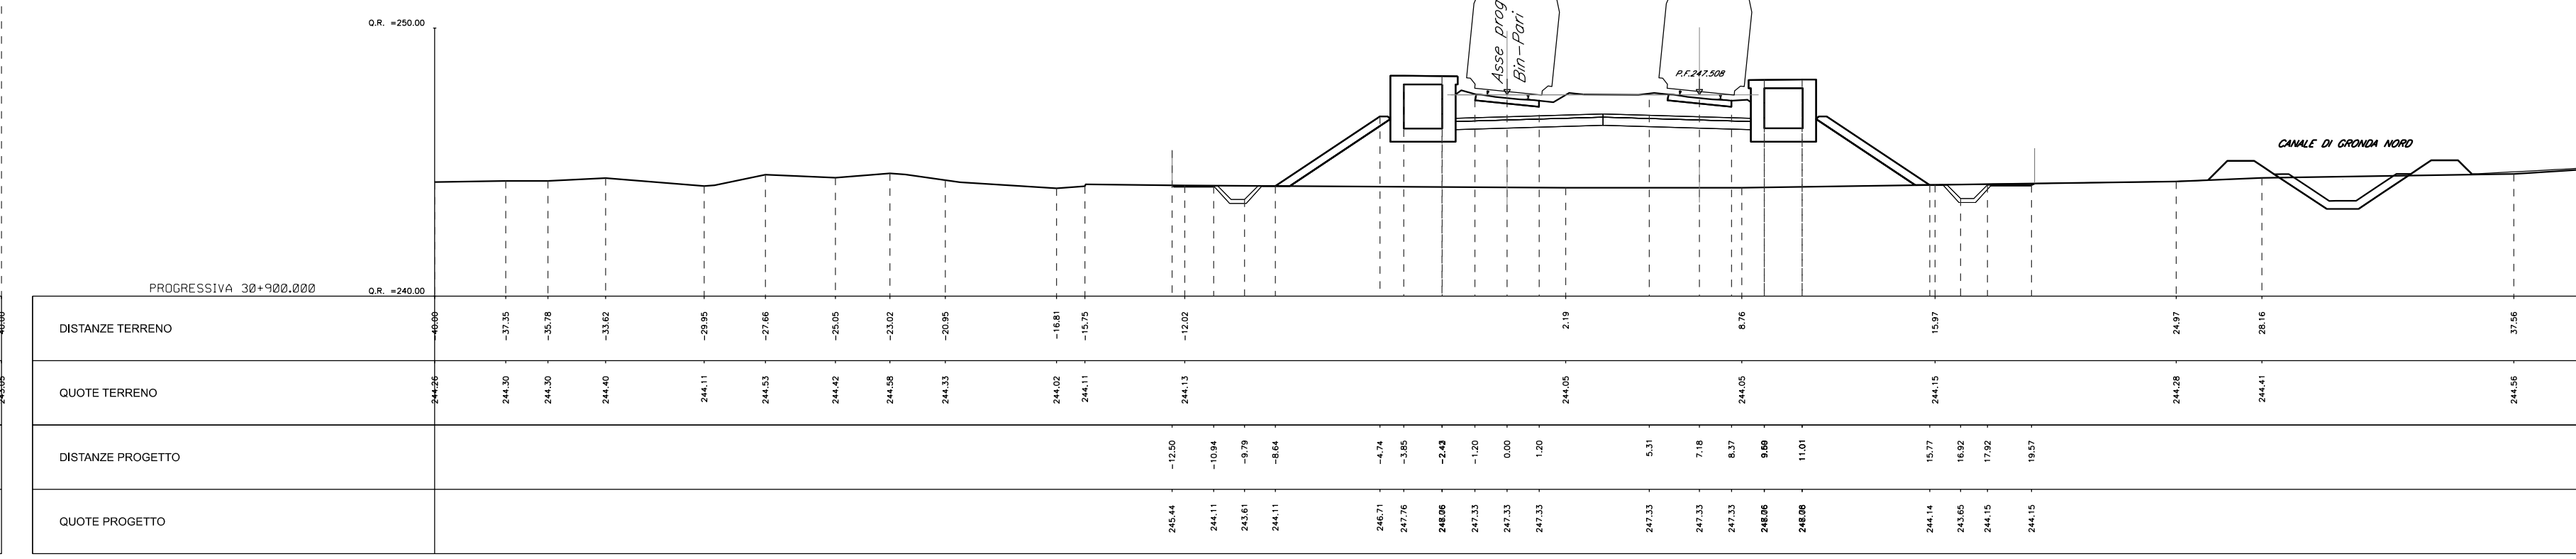 Q.R. =250.00
Asse prog
Bin-Pari
P.F.247.508
CANALE DI GRONDA NORD
PROGRESSIVA 30+900.000
Q.R. =240.00
DISTANZE TERRENO
-40.00 -37.35 -35.78 -33.62 -29.95 -27.66 -25.05 -23.02 -20.95 -16.81 -15.75 -12.02 2.19 8.76 15.97 24.97 28.16 37.56
QUOTE TERRENO
244.26 244.30 244.30 244.40 244.11 244.53 244.42 244.58 244.33 244.02 244.11 244.13 244.05 244.05 244.15 244.28 244.41 244.56
DISTANZE PROGETTO
-12.50 -10.94 -9.79 -8.64 -4.74 -3.85 -1.20 0.00 1.20 5.31 7.18 8.37 11.01 15.77 16.92 17.92 19.57
QUOTE PROGETTO
245.44 244.11 243.61 244.11 246.71 247.76 247.33 247.33 247.33 247.33 247.33 247.33 244.14 243.65 244.15 244.15